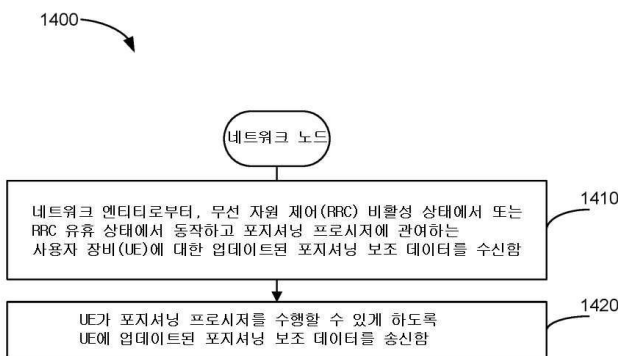 1400
네트워크 노드
네트워크 엔티티로부터, 무선 자원 제어(RRC) 비활성 상태에서 또는
RRC 유휴 상태에서 동작하고 포지셔닝 프로시저에 관여하는
사용자 장비(UE)에 대한 업데이트된 포지셔닝 보조 데이터를 수신함
1410
UE가 포지셔닝 프로시저를 수행할 수 있게 하도록
UE에 업데이트된 포지셔닝 보조 데이터를 송신함
1420